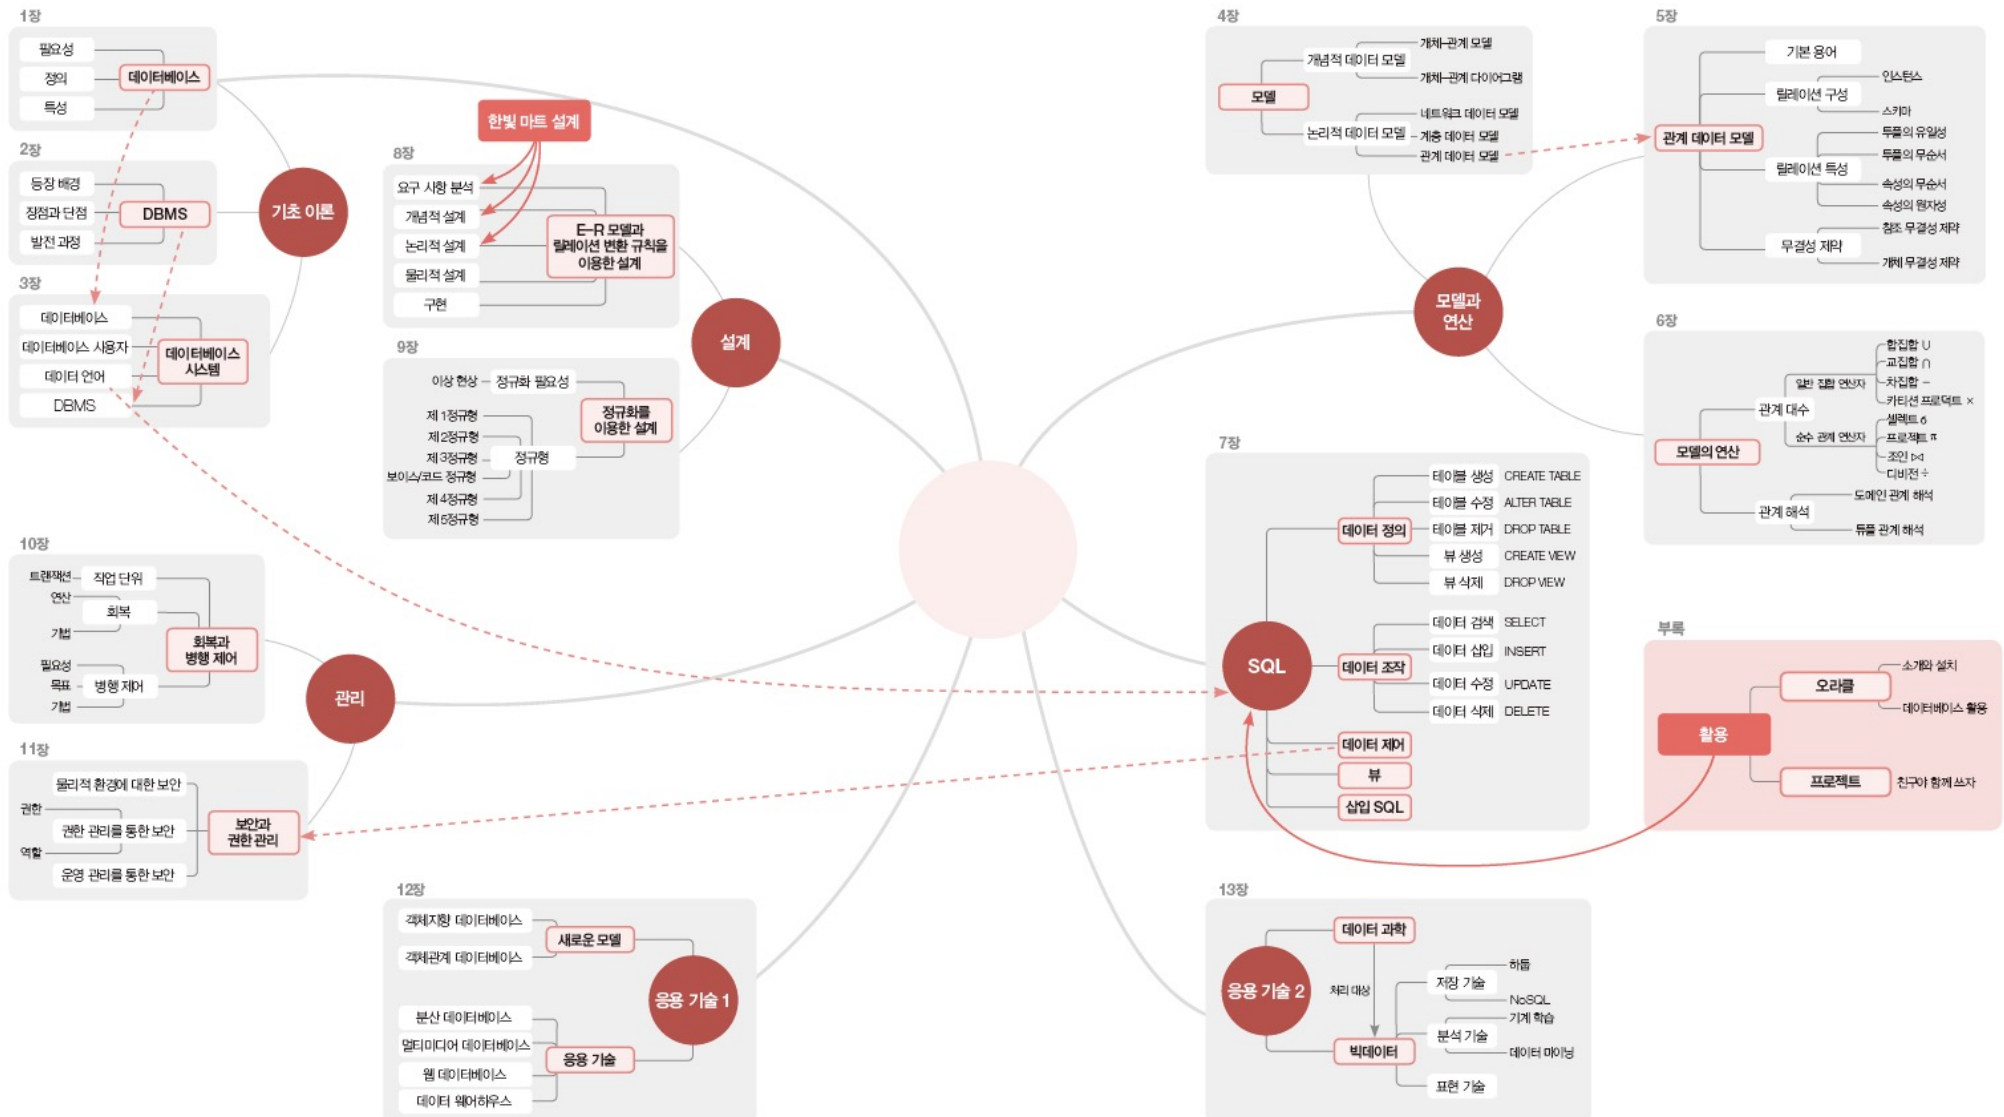 1장
필요성
정의
특성
데이터베이스
2장
등장 배경
장점과 단점
발전 과정
DBMS
3장
데이터베이스
데이터베이스 사용자
데이터 언어
DBMS
데이터베이스
시스템
기초 이론
한빛 마트 설계
8장
요구 사항 분석
개념적 설계
논리적 설계
물리적 설계
구현
E-R 모델과
릴레이션 변환 규칙을
이용한 설계
9장
이상 현상
정규화 필요성
제 1정규형
제 2정규형
제 3정규형
보이스/코드 정규형
제 4정규형
제 5정규형
정규형
정규화를
이용한 설계
설계
4장
모델
개념적 데이터 모델
개체-관계 모델
개체-관계 다이어그램
논리적 데이터 모델
네트워크 데이터 모델
계층 데이터 모델
관계 데이터 모델
5장
관계 데이터 모델
기본 용어
릴레이션 구성
인스턴스
스키마
릴레이션 특성
투플의 유일성
투플의 무순서
속성의 무순서
속성의 원자성
무결성 제약
참조 무결성 제약
개체 무결성 제약
모델과
연산
6장
모델의 연산
관계 대수
일반 집합 연산자
합집합 ∪
교집합 ∩
차집합 −
카티션 프로덕트 ×
순수 관계 연산자
셀렉트 б
프로젝트 π
조인 ⋈
디비전 ÷
관계 해석
도메인 관계 해석
튜플 관계 해석
7장
SQL
데이터 정의
테이블 생성 CREATE TABLE
테이블 수정 ALTER TABLE
테이블 제거 DROP TABLE
뷰 생성 CREATE VIEW
뷰 삭제 DROP VIEW
데이터 조작
데이터 검색 SELECT
데이터 삽입 INSERT
데이터 수정 UPDATE
데이터 삭제 DELETE
데이터 제어
뷰
삽입 SQL
부록
활용
오라클
소개와 설치
데이터베이스 활용
프로젝트
친구야 함께 쓰자
10장
트랜잭션
작업 단위
연산
회복
기법
필요성
목표
병행 제어
기법
회복과
병행 제어
관리
11장
물리적 환경에 대한 보안
권한
권한 관리를 통한 보안
역할
운영 관리를 통한 보안
보안과
권한 관리
12장
객체지향 데이터베이스
객체관계 데이터베이스
새로운 모델
분산 데이터베이스
멀티미디어 데이터베이스
웹 데이터베이스
데이터 웨어하우스
응용 기술
응용 기술 1
13장
응용 기술 2
데이터 과학
처리 대상
빅데이터
저장 기술
하둡
NoSQL
분석 기술
기계 학습
데이터 마이닝
표현 기술